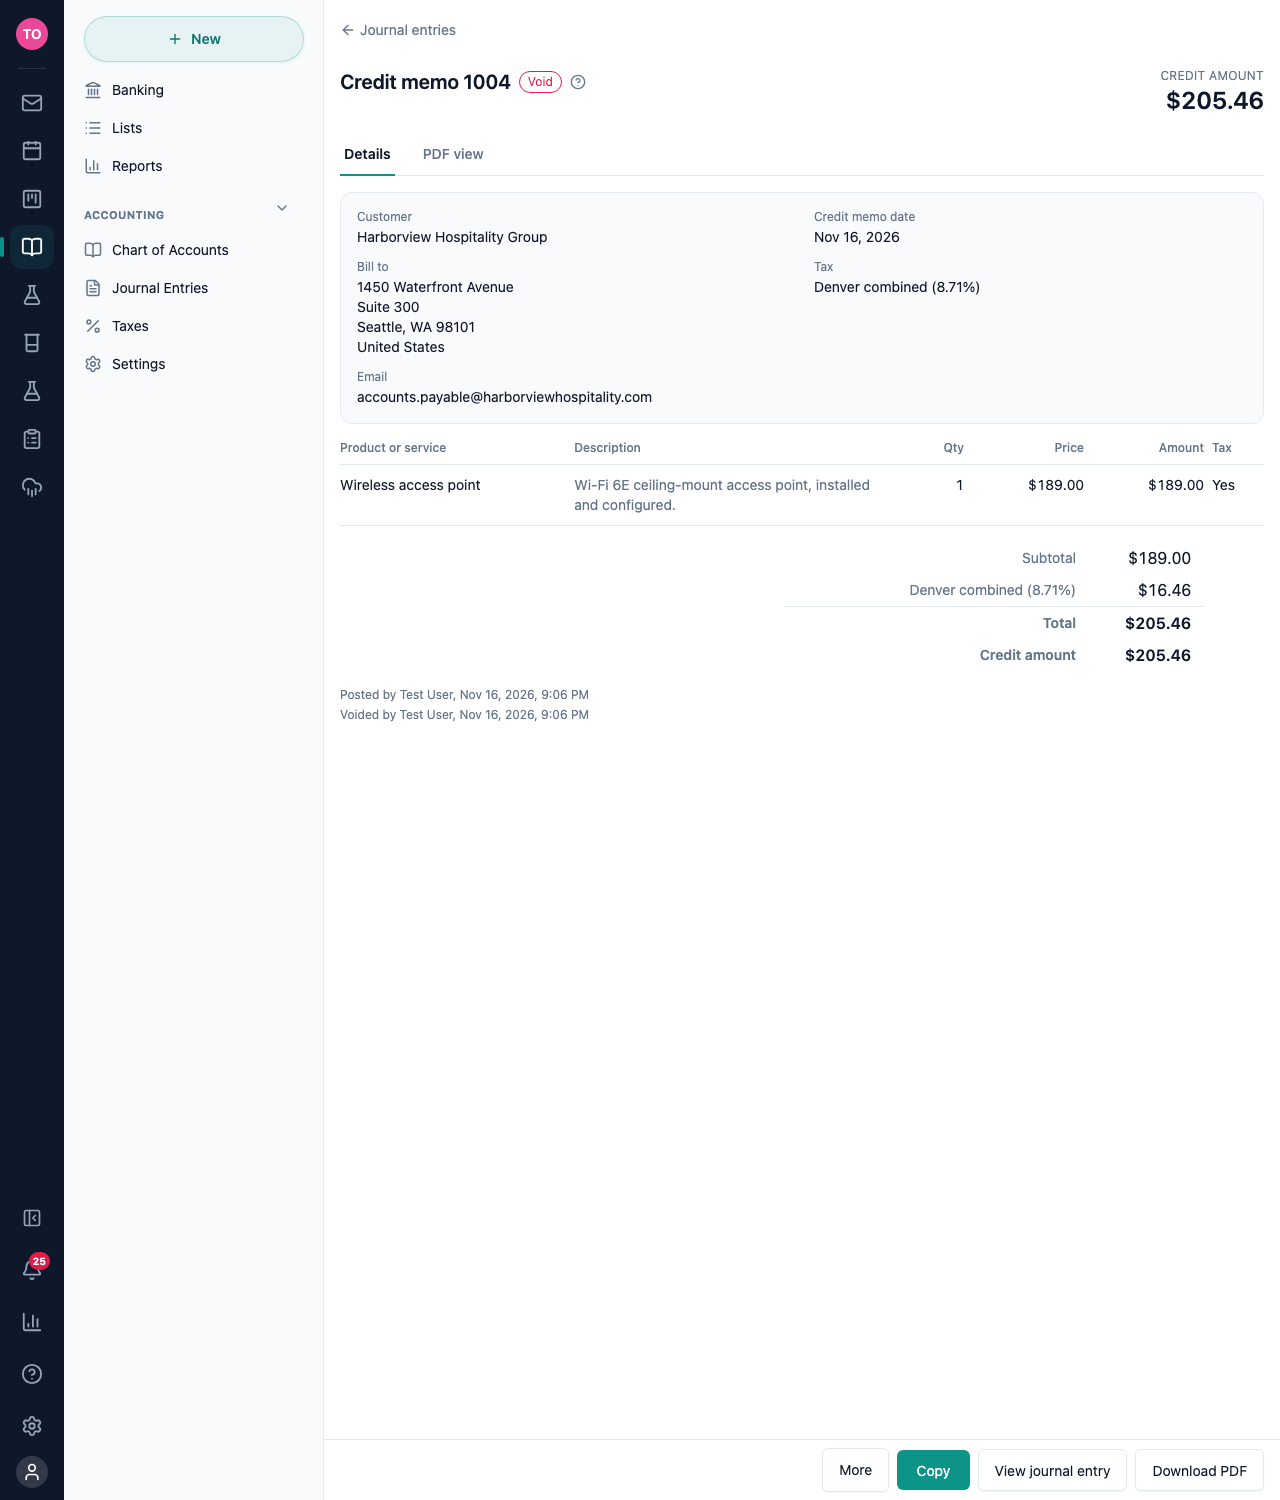 TO
New
Banking
Lists
Reports
ACCOUNTING
Chart of Accounts
Journal Entries
Taxes
Settings
25
Journal entries
Credit memo 1004 Void
CREDIT AMOUNT
$205.46
Details PDF view
Customer
Harborview Hospitality Group
Bill to
1450 Waterfront Avenue
Suite 300
Seattle, WA 98101
United States
Email
accounts.payable@harborviewhospitality.com
Credit memo date
Nov 16, 2026
Tax
Denver combined (8.71%)
Product or service Description Qty Price Amount Tax
Wireless access point Wi-Fi 6E ceiling-mount access point, installed 1 $189.00 $189.00 Yes
and configured.
Subtotal $189.00
Denver combined (8.71%) $16.46
Total $205.46
Credit amount $205.46
Posted by Test User, Nov 16, 2026, 9:06 PM
Voided by Test User, Nov 16, 2026, 9:06 PM
More Copy View journal entry Download PDF